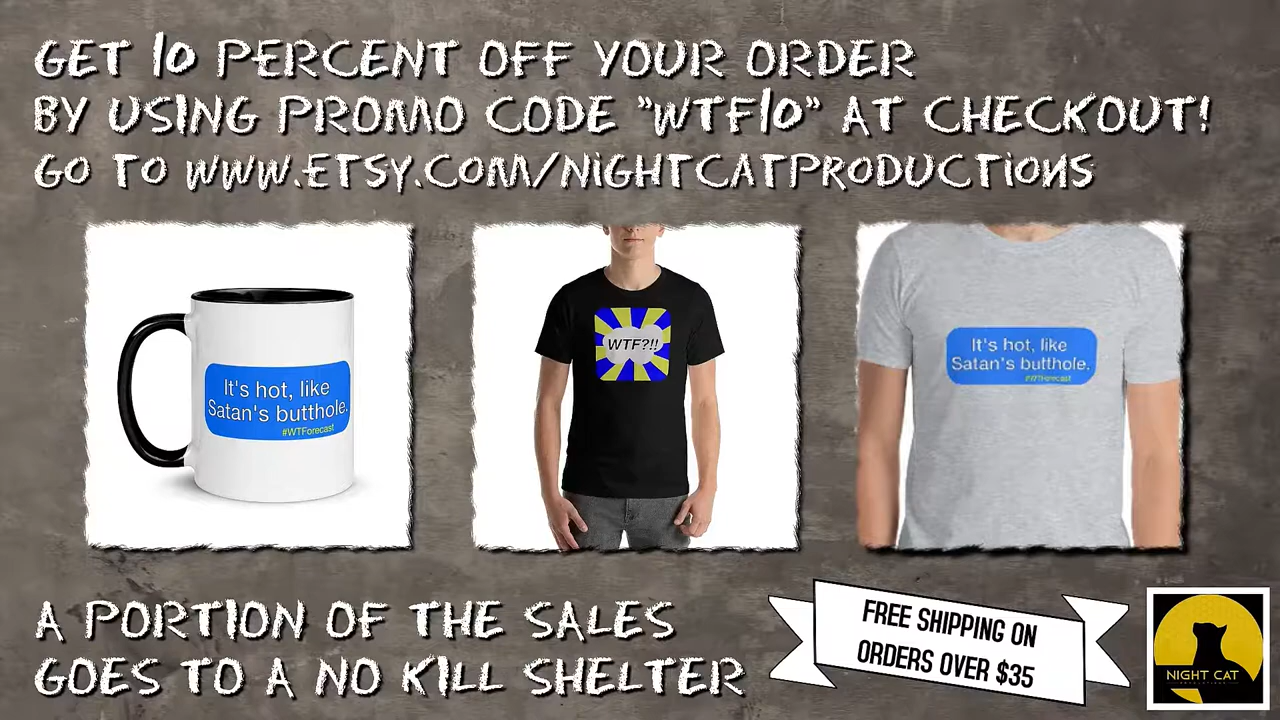 GET 10 PERCENT OFF YOUR ORDER
BY USING PROMO CODE "WTF10" AT CHECKOUT!
GO TO WWW.ETSY.COM/NIGHTCATPRODUCTIONS
It's hot, like
Satan's butthole.
#WTForecast
WTF?!!
It's hot, like
Satan's butthole.
#WTForecast
A PORTION OF THE SALES
GOES TO A NO KILL SHELTER
FREE SHIPPING ON
ORDERS OVER $35
NIGHT CAT
PRODUCTIONS